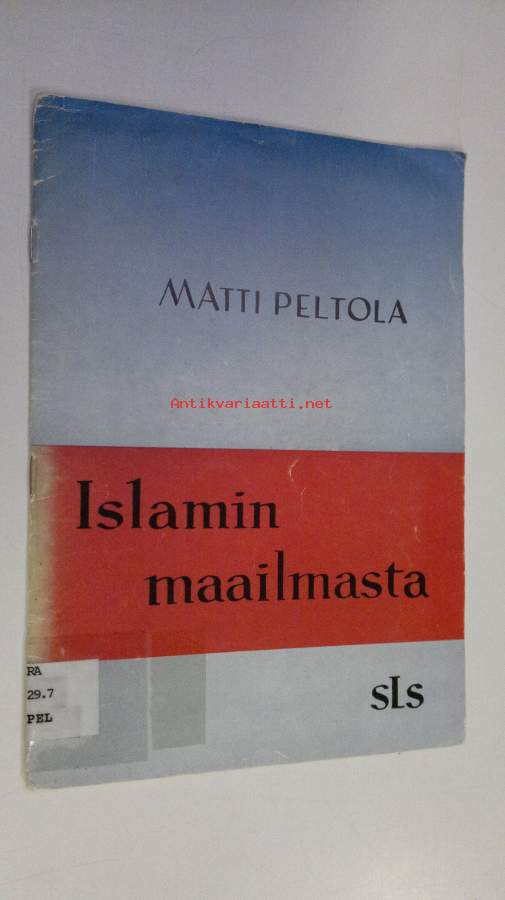 MATTI PELTOLA
Antikvariaatti.net
Islamin
maailmasta
RA
29.7
PEL
sLs